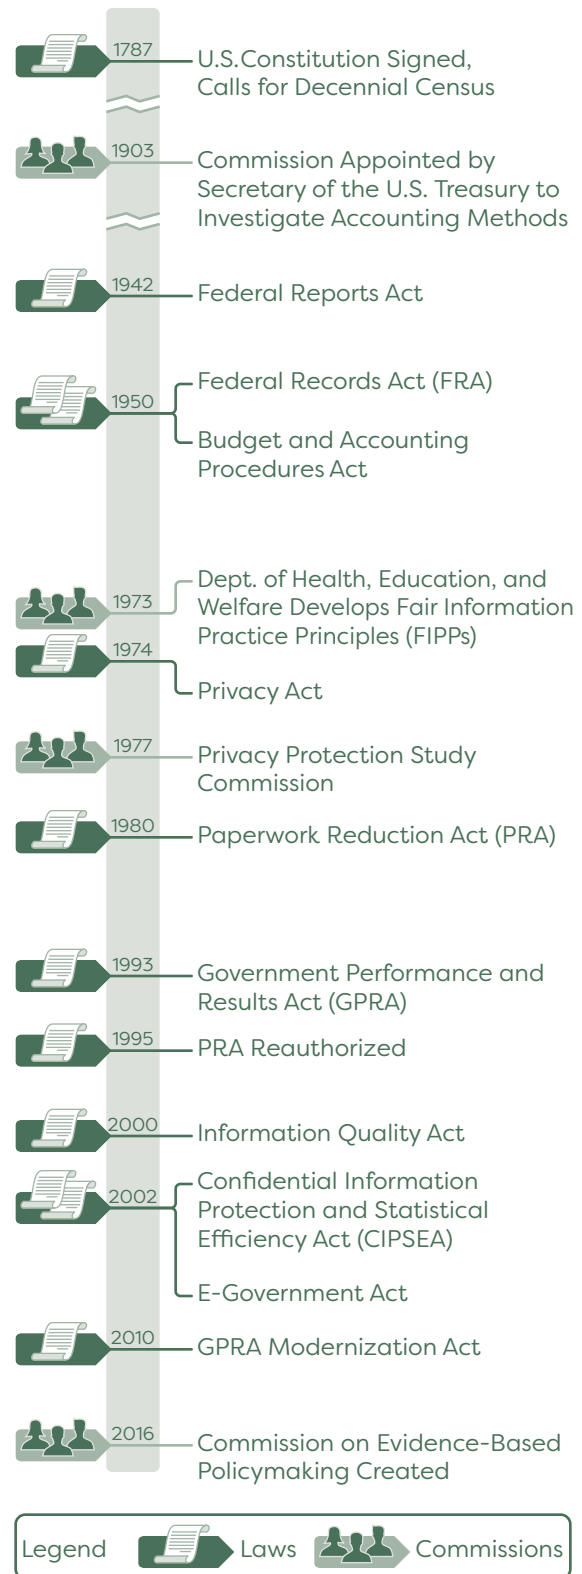 1787
U.S.Constitution Signed,
Calls for Decennial Census
1903
Commission Appointed by
Secretary of the U.S. Treasury to
Investigate Accounting Methods
1942
Federal Reports Act
1950
Federal Records Act (FRA)
Budget and Accounting
Procedures Act
1973
Dept. of Health, Education, and
Welfare Develops Fair Information
Practice Principles (FIPPs)
1974
Privacy Act
1977
Privacy Protection Study
Commission
1980
Paperwork Reduction Act (PRA)
1993
Government Performance and
Results Act (GPRA)
1995
PRA Reauthorized
2000
Information Quality Act
2002
Confidential Information
Protection and Statistical
Efficiency Act (CIPSEA)
E-Government Act
2010
GPRA Modernization Act
2016
Commission on Evidence-Based
Policymaking Created
Legend Laws Commissions